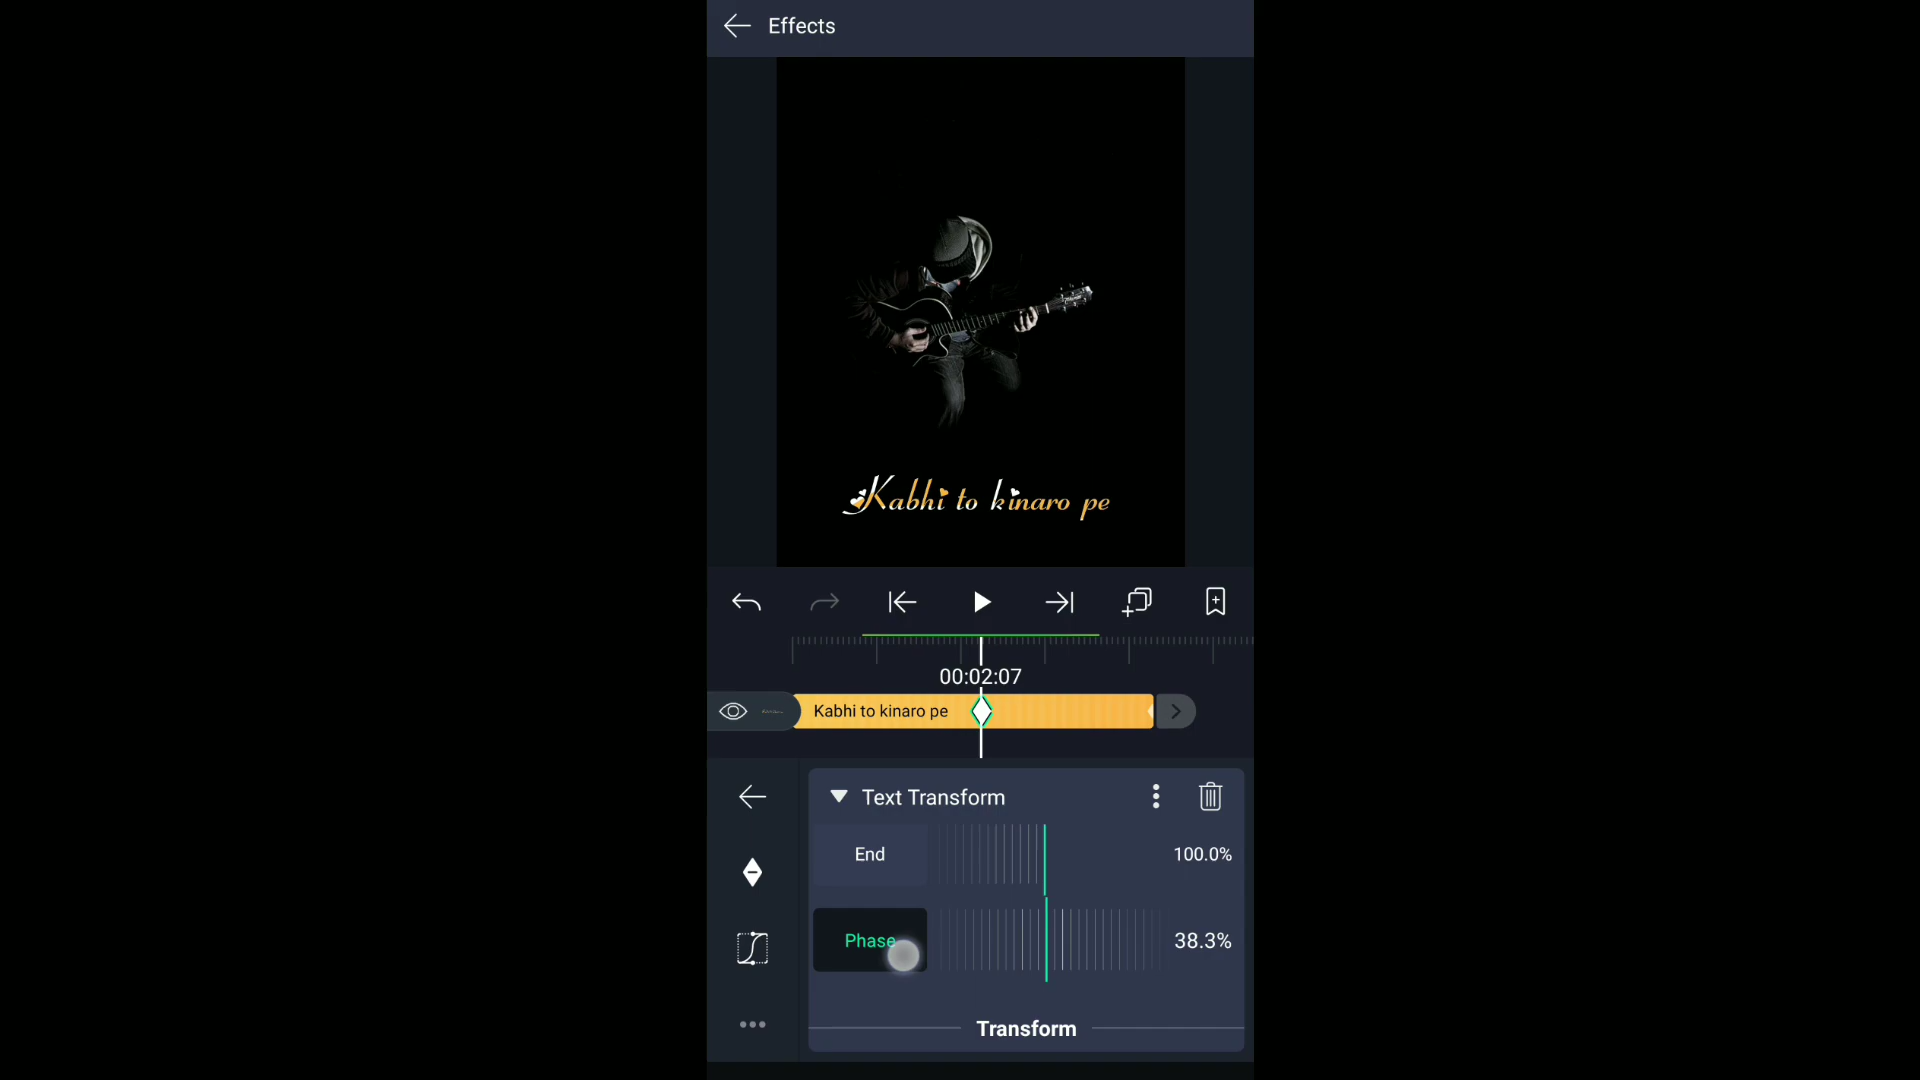 Effects
Kabhi to kinaro pe
00:02:07
Kabhi to kinaro pe
Text Transform
End 100.0%
Phase 38.3%
Transform